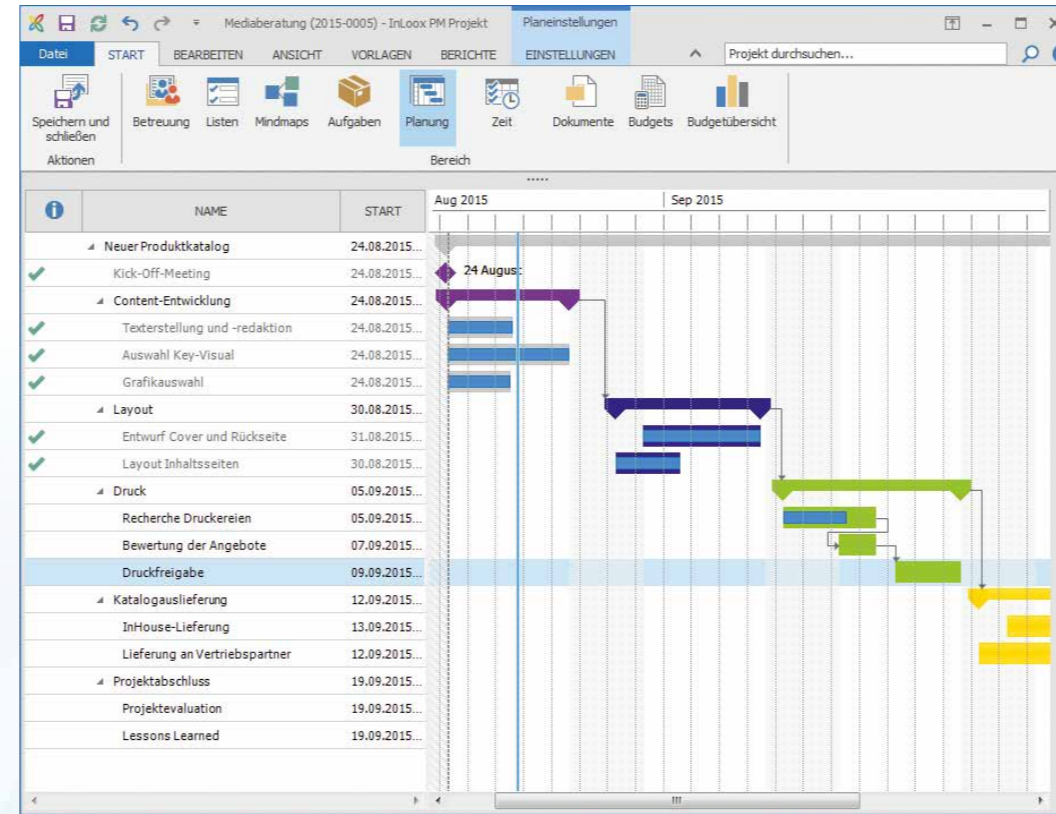 Mediaberatung (2015-0005) - InLoox PM Projekt
Planeinstellungen
Datei START BEARBEITEN ANSICHT VORLAGEN BERICHTE EINSTELLUNGEN
Projekt durchsuchen...
Speichern und schließen
Betreuung Listen Mindmaps Aufgaben Planung Zeit Dokumente Budgets Budgetübersicht
Aktionen Bereich
NAME START Aug 2015 Sep 2015
Neuer Produktkatalog 24.08.2015...
Kick-Off-Meeting 24.08.2015... 24 August
Content-Entwicklung 24.08.2015...
Texterstellung und -redaktion 24.08.2015...
Auswahl Key-Visual 24.08.2015...
Grafikauswahl 24.08.2015...
Layout 30.08.2015...
Entwurf Cover und Rückseite 31.08.2015...
Layout Inhaltsseiten 30.08.2015...
Druck 05.09.2015...
Recherche Druckereien 05.09.2015...
Bewertung der Angebote 07.09.2015...
Druckfreigabe 09.09.2015...
Katalogauslieferung 12.09.2015...
InHouse-Lieferung 13.09.2015...
Lieferung an Vertriebspartner 12.09.2015...
Projektabschluss 19.09.2015...
Projektevaluation 19.09.2015...
Lessons Learned 19.09.2015...